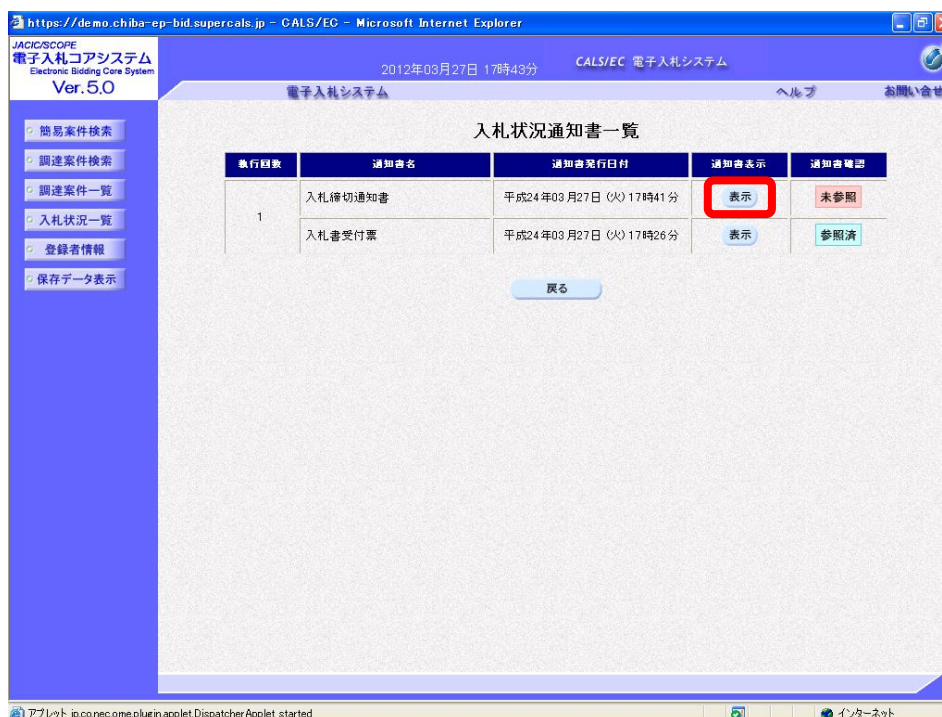 https://demo.chiba-ep-bid.supercals.jp - CALS/EC - Microsoft Internet Explorer
JACIC/SCOPE
電子入札コアシステム
Electronic Bidding Core System
Ver.5.0
2012年03月27日 17時43分
CALS/EC 電子入札システム
電子入札システム
ヘルプ
お問い合せ
簡易案件検索
調達案件検索
調達案件一覧
入札状況一覧
登録者情報
保存データ表示
入札状況通知書一覧
執行回数 通知書名 通知書発行日付 通知書表示 通知書確認
1
入札締切通知書 平成24年03月27日 (火) 17時41分 表示 未参照
入札書受付票 平成24年03月27日 (火) 17時26分 表示 参照済
戻る
アプレット jp.co.nec.ome.plugin.applet.DispatcherApplet started
インターネット